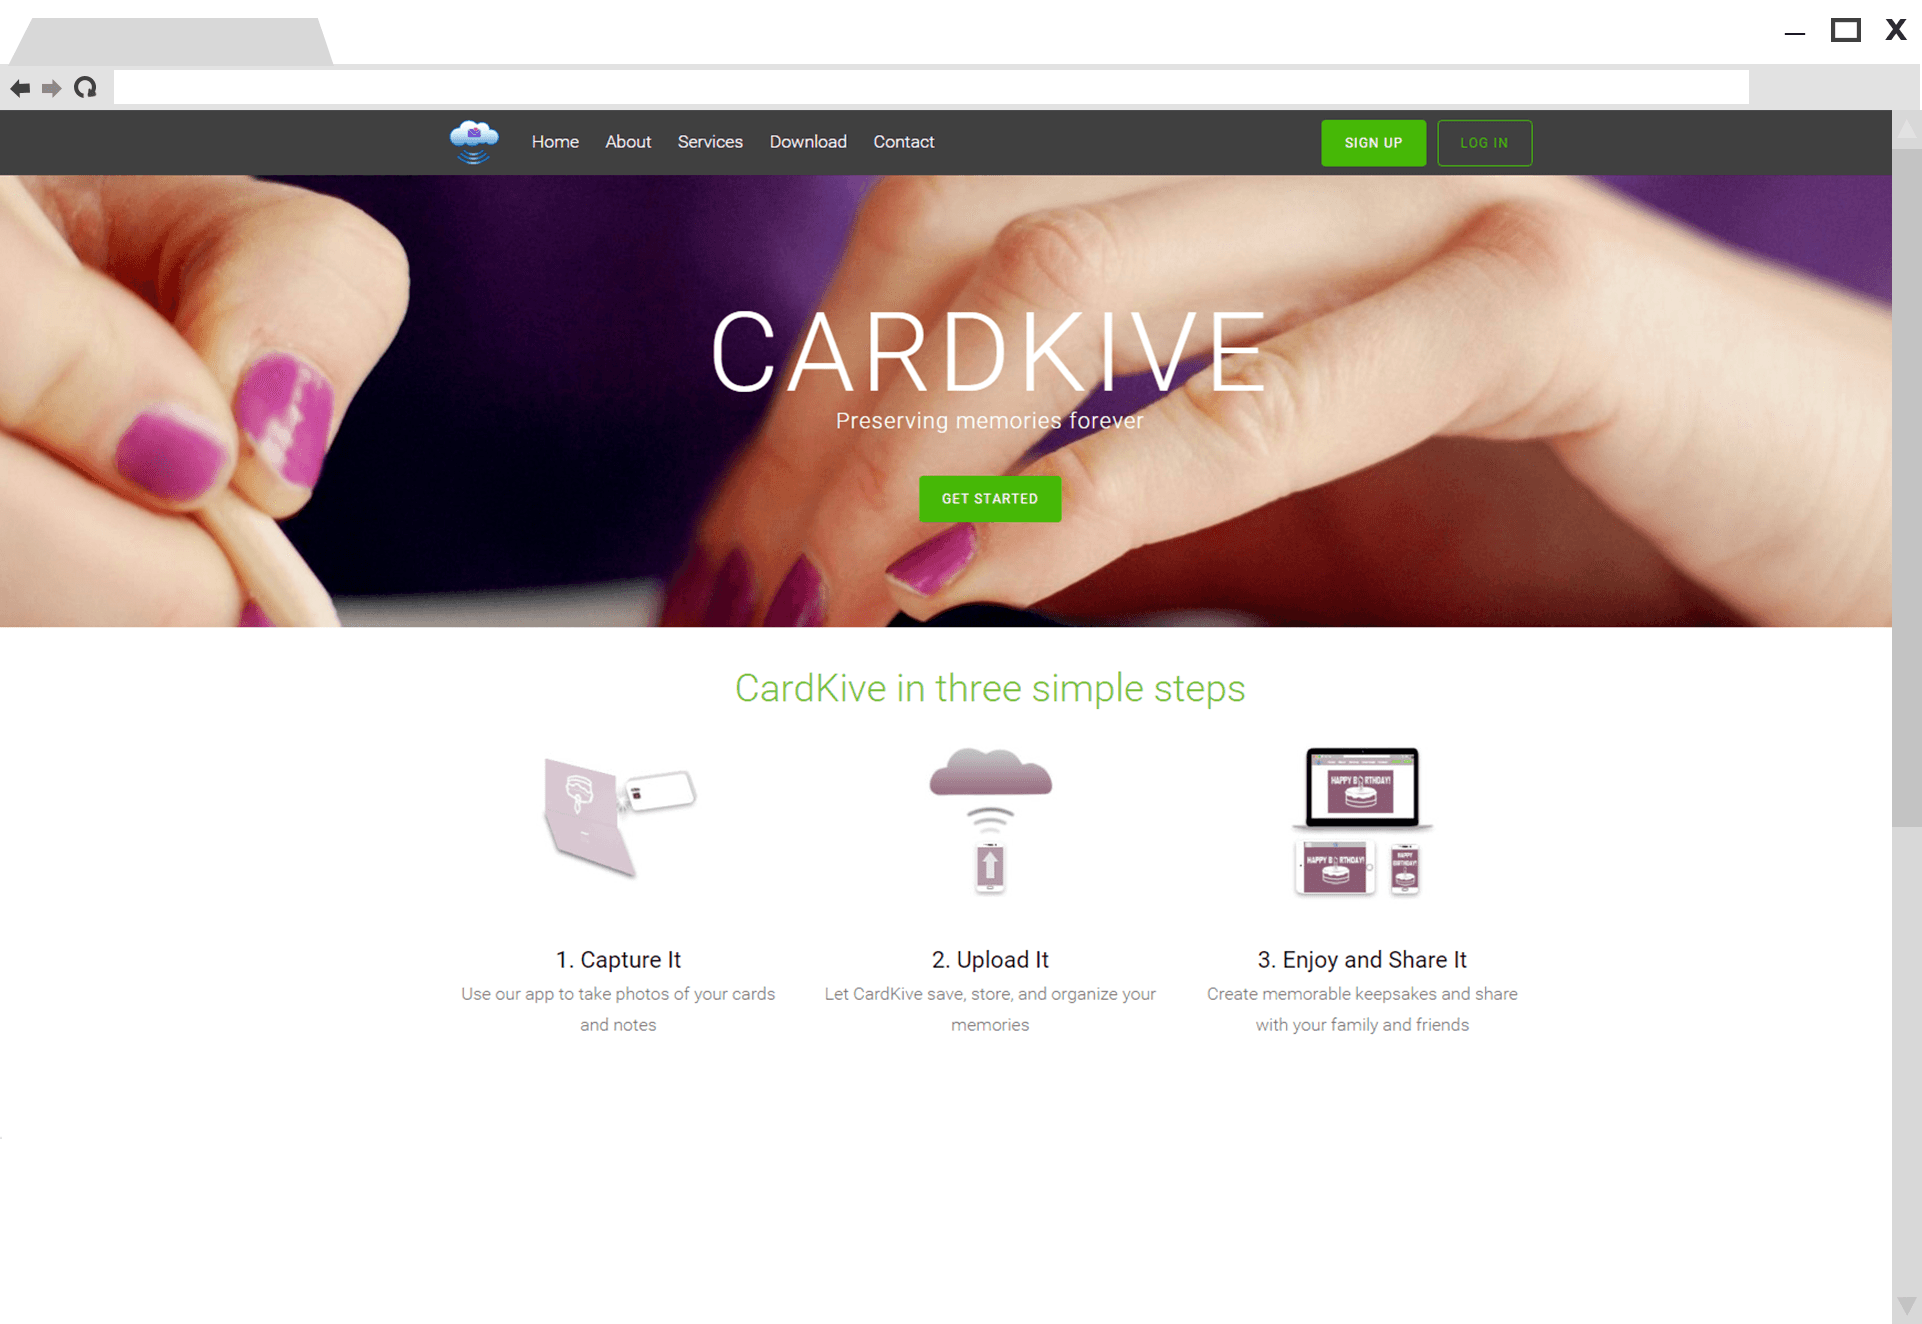 X
Home About Services Download Contact SIGN UP LOG IN
CARDKIVE
Preserving memories forever
GET STARTED
CardKive in three simple steps
HAPPY BIRTHDAY!
HAPPY BIRTHDAY!
HAPPY
BIRTHDAY!
1. Capture It
Use our app to take photos of your cards
and notes
2. Upload It
Let CardKive save, store, and organize your
memories
3. Enjoy and Share It
Create memorable keepsakes and share
with your family and friends